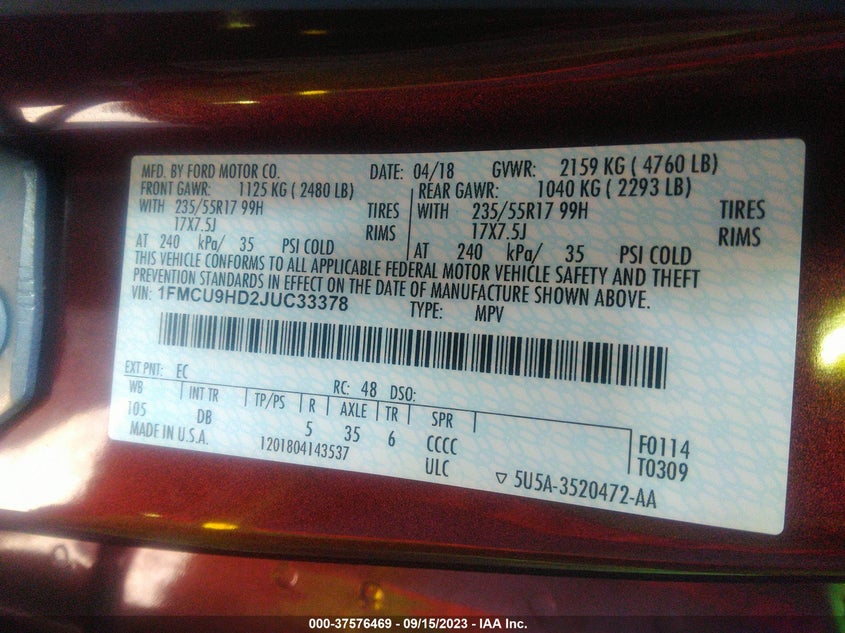 MFD. BY FORD MOTOR CO. DATE: 04/18 GVWR: 2159 KG ( 4760 LB)
FRONT GAWR: 1125 KG ( 2480 LB) REAR GAWR: 1040 KG ( 2293 LB)
WITH 235/55R17 99H TIRES WITH 235/55R17 99H TIRES
17X7.5J RIMS 17X7.5J RIMS
AT 240 kPa/ 35 PSI COLD AT 240 kPa/ 35 PSI COLD
THIS VEHICLE CONFORMS TO ALL APPLICABLE FEDERAL MOTOR VEHICLE SAFETY AND THEFT
PREVENTION STANDARDS IN EFFECT ON THE DATE OF MANUFACTURE SHOWN ABOVE.
VIN: 1FMCU9HD2JUC33378 TYPE: MPV
EXT PNT: EC RC: 48 DSO:
WB INT TR TP/PS R AXLE TR SPR
105 DB 5 35 6 CCCC F0114
MADE IN U.S.A. 1201804143537 ULC T0309
▽ 5U5A-3520472-AA
000-37576469 - 09/15/2023 - IAA Inc.